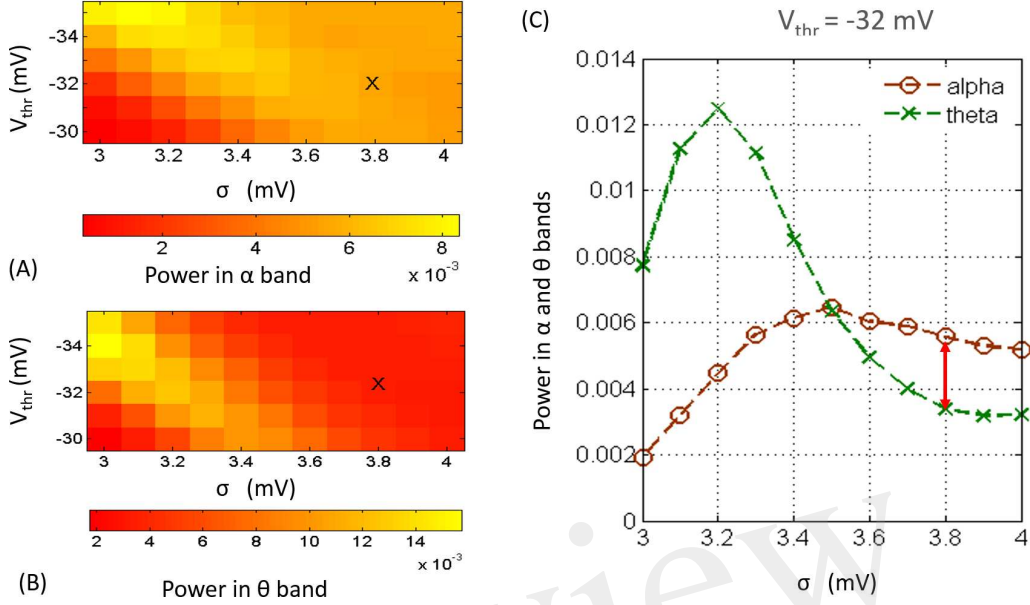 V_thr (mV)
-34
-32
-30
X
3
3.2
3.4
3.6
3.8
4
σ (mV)
2
4
6
8
(A)
Power in α band
x 10^-3
V_thr (mV)
-34
-32
-30
X
3
3.2
3.4
3.6
3.8
4
σ (mV)
2
4
6
8
10
12
14
x 10^-3
(B)
Power in θ band
(C)
V_thr = -32 mV
Power in α and θ bands
0.014
0.012
0.01
0.008
0.006
0.004
0.002
0
alpha
theta
3
3.2
3.4
3.6
3.8
4
σ (mV)
view